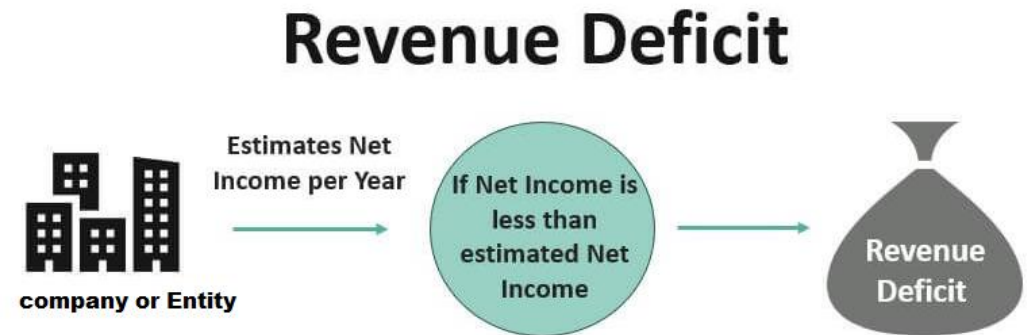 Revenue Deficit
Estimates Net
Income per Year
company or Entity
If Net Income is
less than
estimated Net
Income
Revenue
Deficit